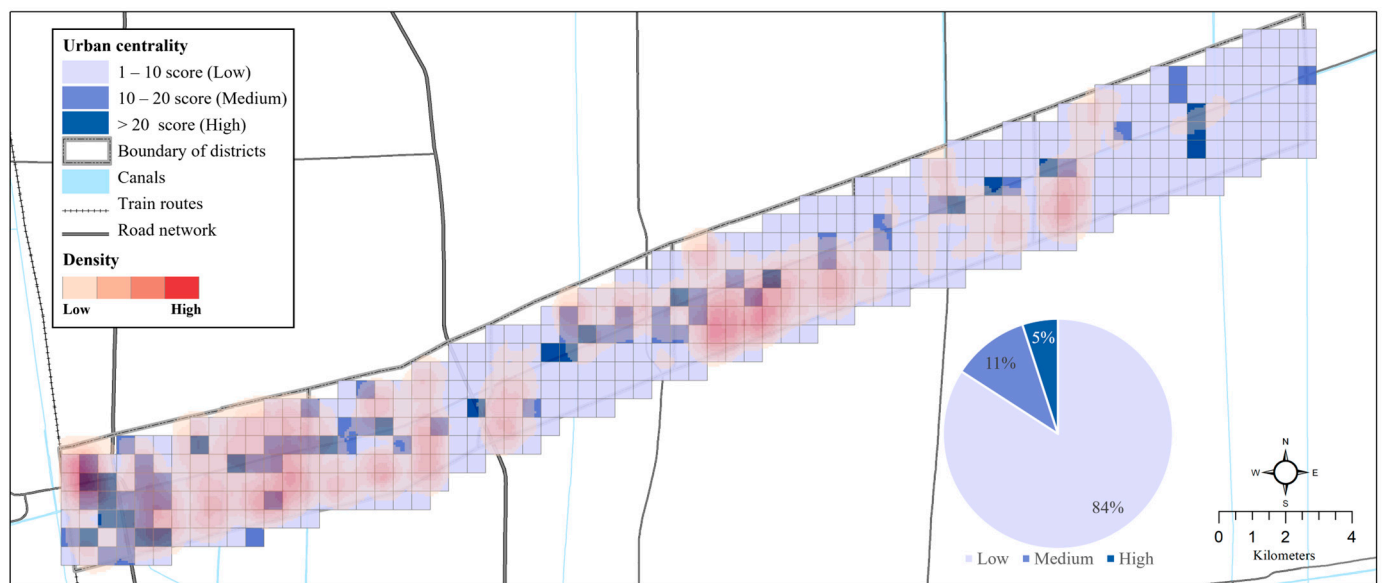 Urban centrality
1 – 10 score (Low)
10 – 20 score (Medium)
> 20 score (High)
Boundary of districts
Canals
Train routes
Road network
Density
Low High
5%
11%
84%
Low Medium High
N
W E
S
0 2 4
Kilometers